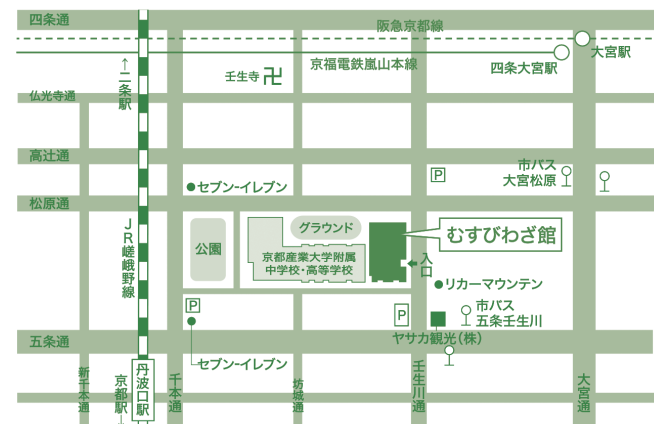 四条通
阪急京都線
大宮駅
京福電鉄嵐山本線
四条大宮駅
↑二条駅
壬生寺卍
仏光寺通
高辻通
P
市バス
大宮松原
●セブン-イレブン
松原通
JR嵯峨野線
公園
グラウンド
京都産業大学附属
中学校・高等学校
むすびわざ館
入口
●リカーマウンテン
P
P
市バス
五条壬生川
五条通
ヤサカ観光(株)
セブン-イレブン
新千本通
京都駅↓
丹波口駅
千本通
坊城通
壬生川通
大宮通